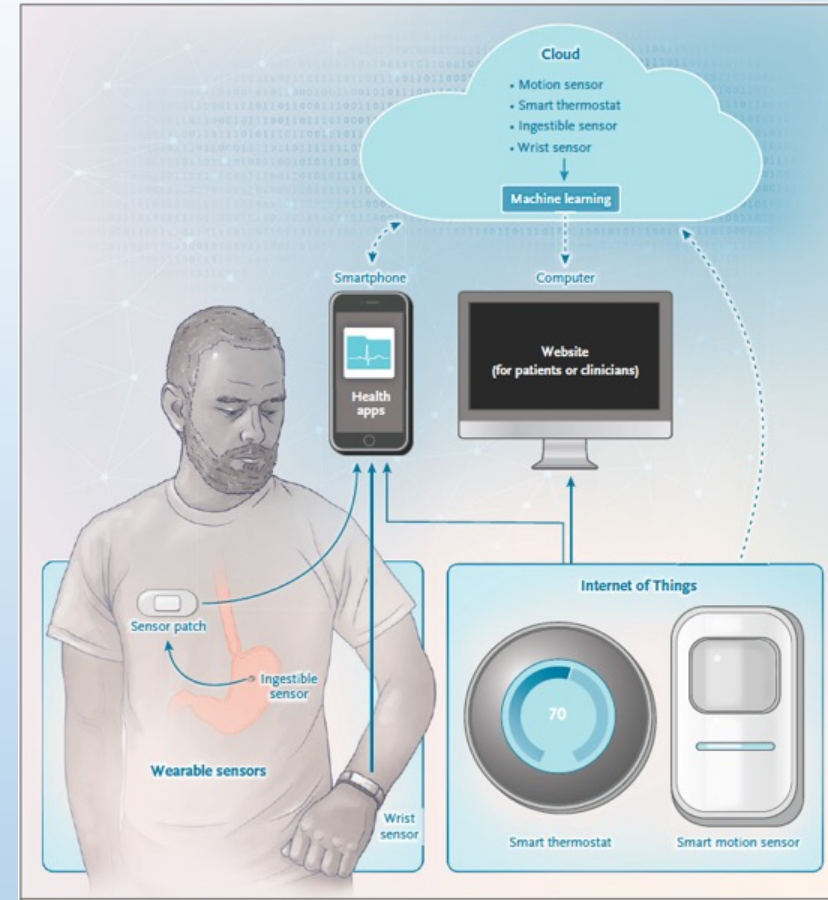 Cloud
• Motion sensor
• Smart thermostat
• Ingestible sensor
• Wrist sensor
Machine learning
Smartphone
Computer
Health
apps
Website
(for patients or clinicians)
Internet of Things
Sensor patch
Ingestible
sensor
70
Wearable sensors
Wrist
sensor
Smart thermostat
Smart motion sensor